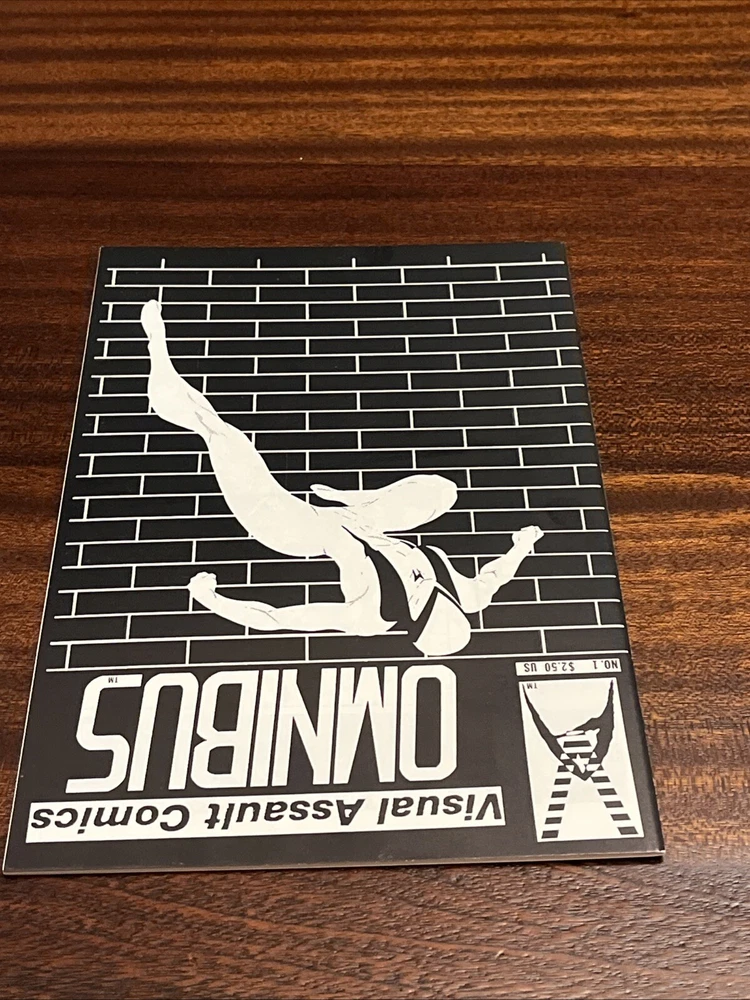 Visual Assault Comics
OMNIBUS
TM
TM
NO. 1 $2.50 US